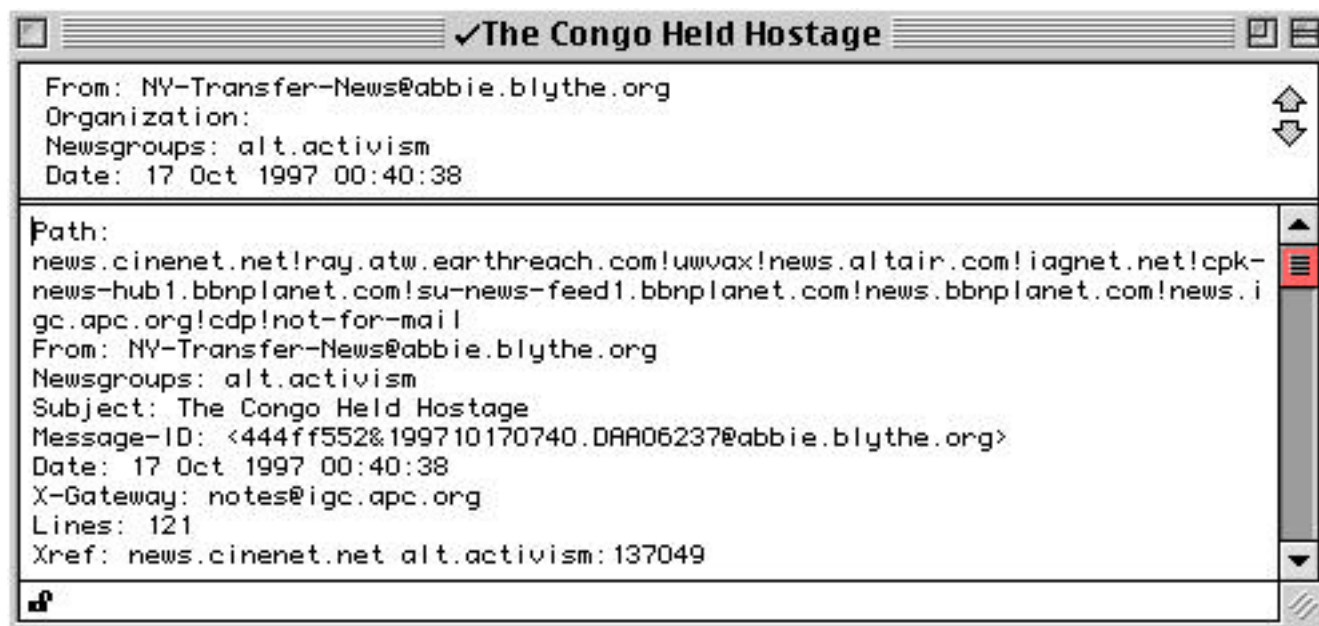 ✓The Congo Held Hostage
From: NY-Transfer-News@abbie.blythe.org
Organization:
Newsgroups: alt.activism
Date: 17 Oct 1997 00:40:38
Path:
news.cinenet.net!ray.atw.earthreach.com!uwvax!news.altair.com!iagnet.net!cpk-
news-hub1.bbnplanet.com!su-news-feed1.bbnplanet.com!news.bbnplanet.com!news.i
gc.apc.org!cdp!not-for-mail
From: NY-Transfer-News@abbie.blythe.org
Newsgroups: alt.activism
Subject: The Congo Held Hostage
Message-ID: <444ff552&199710170740.DAA06237@abbie.blythe.org>
Date: 17 Oct 1997 00:40:38
X-Gateway: notes@igc.apc.org
Lines: 121
Xref: news.cinenet.net alt.activism:137049